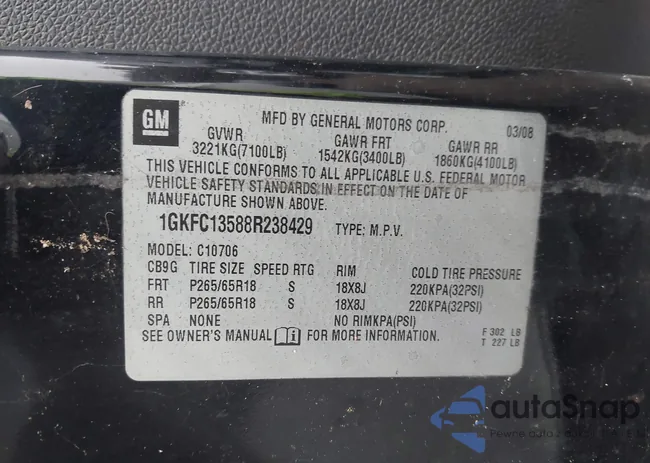 GM
MFD BY GENERAL MOTORS CORP. 03/08
GVWR GAWR FRT GAWR RR
3221KG(7100LB) 1542KG(3400LB) 1860KG(4100LB)
THIS VEHICLE CONFORMS TO ALL APPLICABLE U.S. FEDERAL MOTOR
VEHICLE SAFETY STANDARDS IN EFFECT ON THE DATE OF
MANUFACTURE SHOWN ABOVE.
1GKFC13588R238429 TYPE: M.P.V.
MODEL: C10706
CB9G TIRE SIZE SPEED RTG RIM COLD TIRE PRESSURE
FRT P265/65R18 S 18X8J 220KPA(32PSI)
RR P265/65R18 S 18X8J 220KPA(32PSI)
SPA NONE NO RIMKPA(PSI)
SEE OWNER'S MANUAL i FOR MORE INFORMATION.
F 302 LB
T 227 LB
autoSnap
Pewne auto z